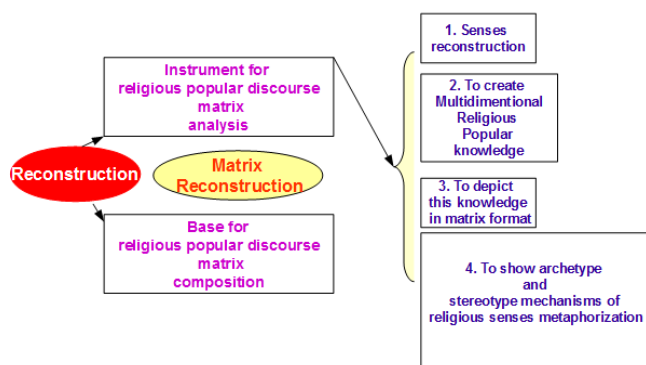 Reconstruction
Instrument for
religious popular discourse
matrix
analysis
Matrix
Reconstruction
Base for
religious popular discourse
matrix
composition
1. Senses
reconstruction
2. To create
Multidimentional
Religious
Popular
knowledge
3. To depict
this knowledge
in matrix format
4. To show archetype
and
stereotype mechanisms of
religious senses metaphorization